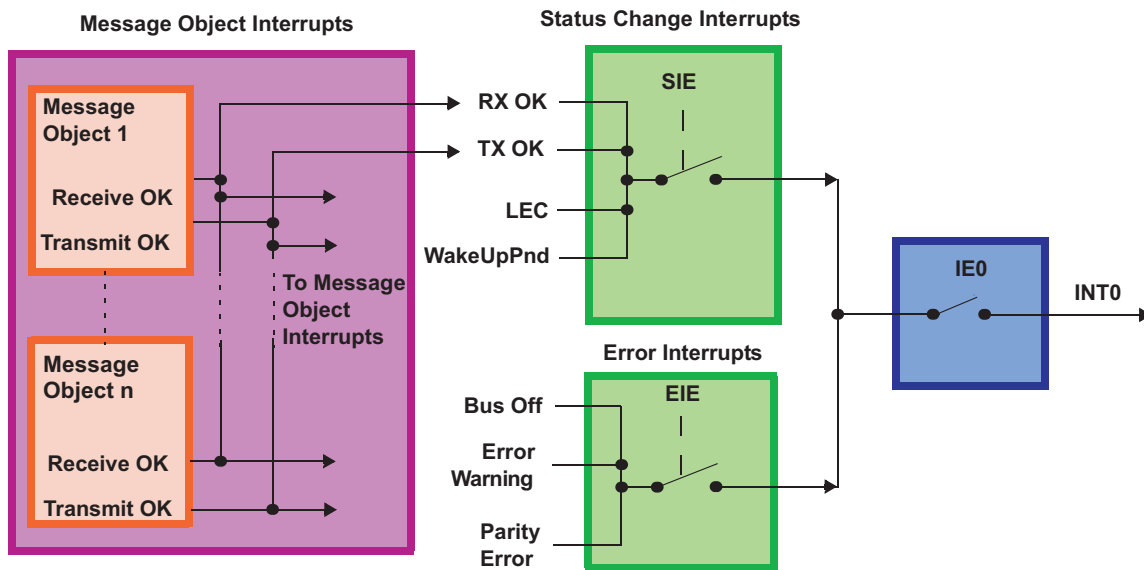 Message Object Interrupts
Message
Object 1
Receive OK
Transmit OK
To Message
Object
Interrupts
Message
Object n
Receive OK
Transmit OK
Status Change Interrupts
SIE
RX OK
TX OK
LEC
WakeUpPnd
Error Interrupts
EIE
Bus Off
Error
Warning
Parity
Error
IE0
INT0